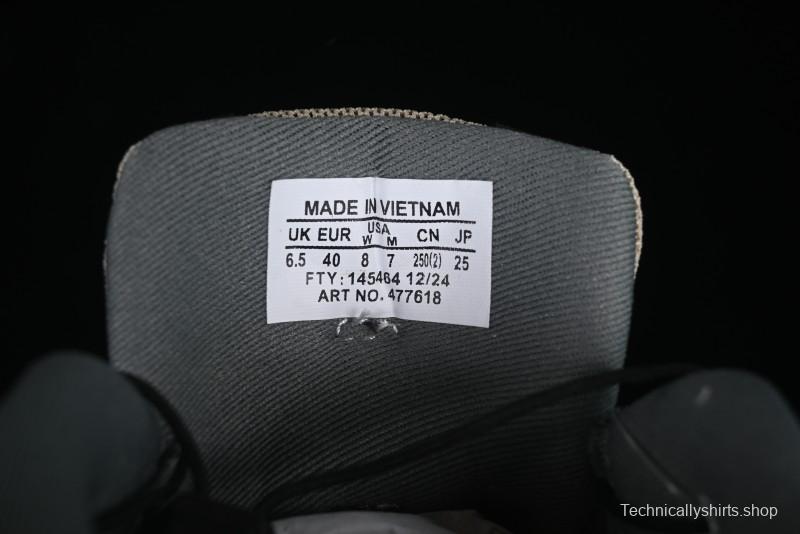 MADE IN VIETNAM
UK EUR USA W M CN JP
6.5 40 8 7 250(2) 25
FTY: 145464 12/24
ART NO. 477618
Technicallyshirts.shop